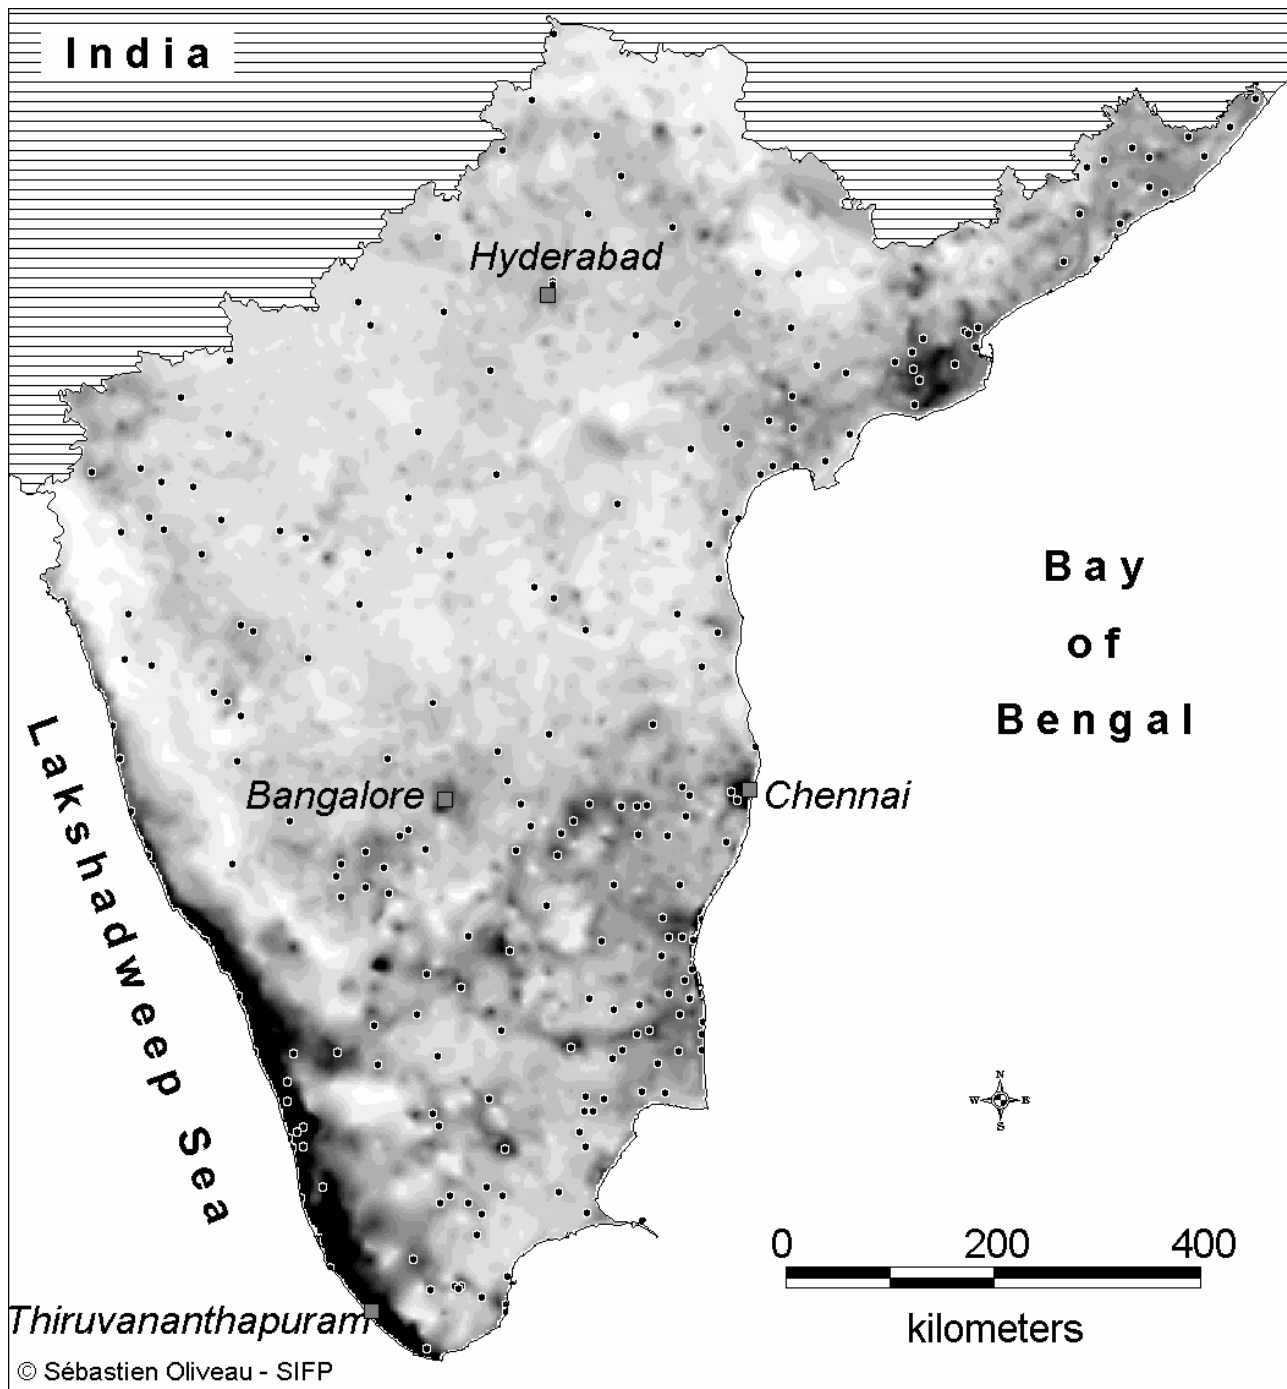 India
Hyderabad
Bay
of
Bengal
Lakshadweep Sea
Bangalore
Chennai
N
W E
S
0 200 400
kilometers
Thiruvananthapuram
© Sébastien Oliveau - SIFP